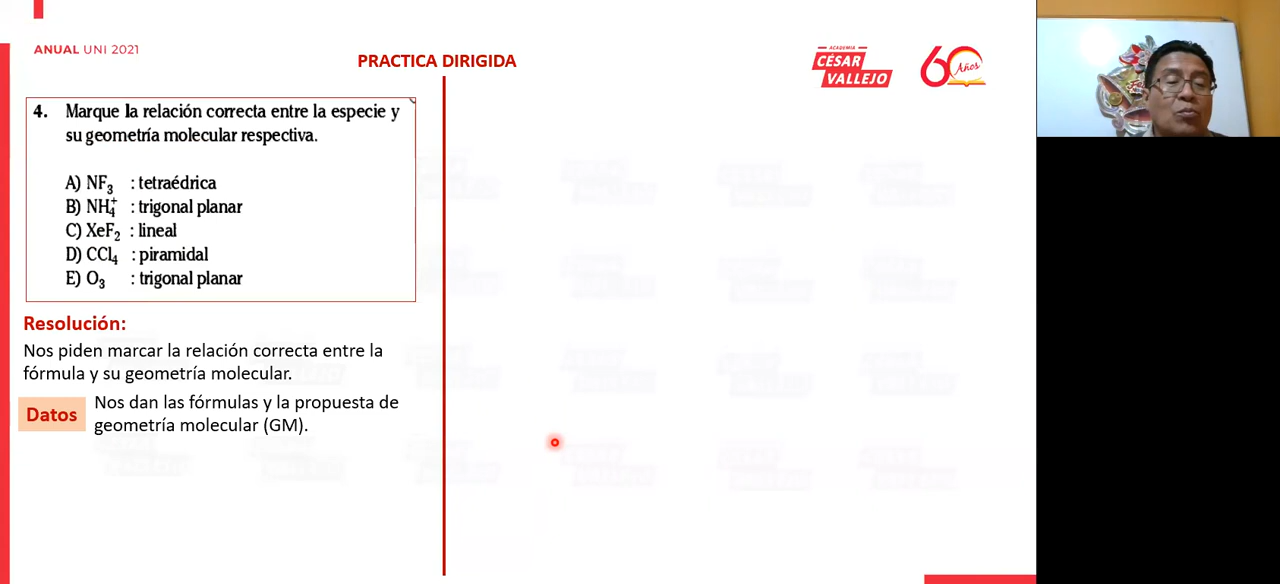 ANUAL UNI 2021
PRACTICA DIRIGIDA
ACADEMIA
CÉSAR
VALLEJO
60 Años
4. Marque la relación correcta entre la especie y
su geometría molecular respectiva.
A) NF₃ : tetraédrica
B) NH₄⁺ : trigonal planar
C) XeF₂ : lineal
D) CCl₄ : piramidal
E) O₃ : trigonal planar
Resolución:
Nos piden marcar la relación correcta entre la
fórmula y su geometría molecular.
Datos
Nos dan las fórmulas y la propuesta de
geometría molecular (GM).